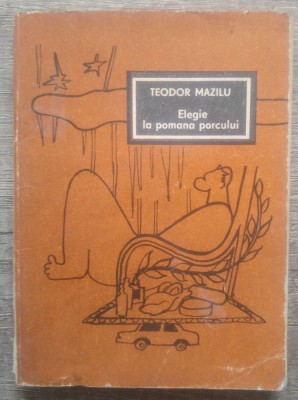 TEODOR MAZILU
Elegie
la pomana porcului